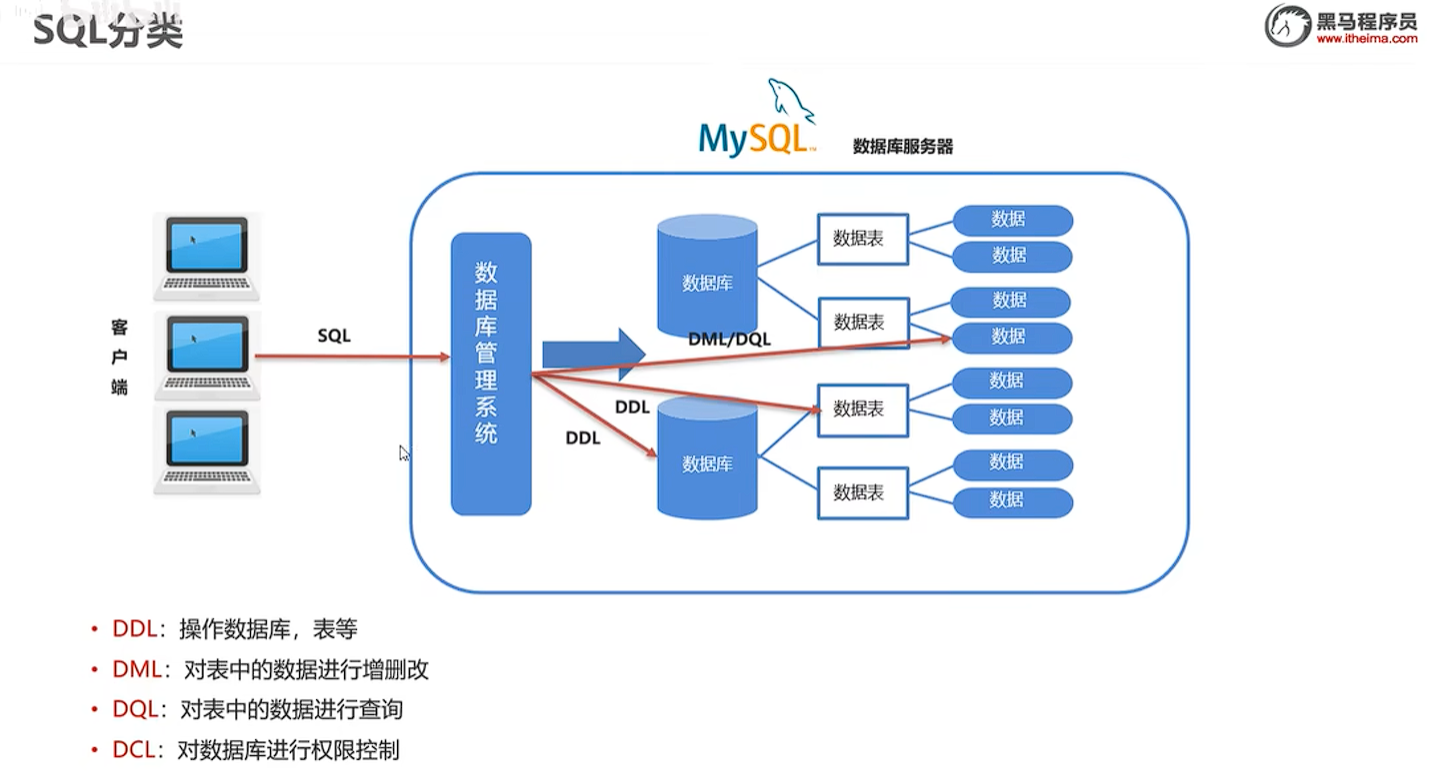 SQL分类
黑马程序员
www.itheima.com
MySQL
数据库服务器
客户端
SQL
数据库管理系统
数据库
数据表
数据
数据
数据表
数据
数据
DML/DQL
DDL
DDL
数据库
数据表
数据
数据
数据表
数据
数据
• DDL：操作数据库，表等
• DML：对表中的数据进行增删改
• DQL：对表中的数据进行查询
• DCL：对数据库进行权限控制